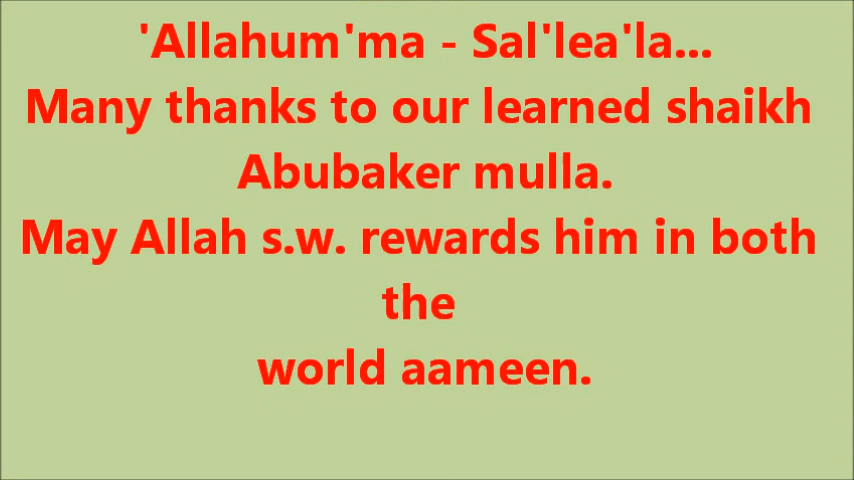 'Allahum'ma - Sal'lea'la...
Many thanks to our learned shaikh
Abubaker mulla.
May Allah s.w. rewards him in both
the
world aameen.